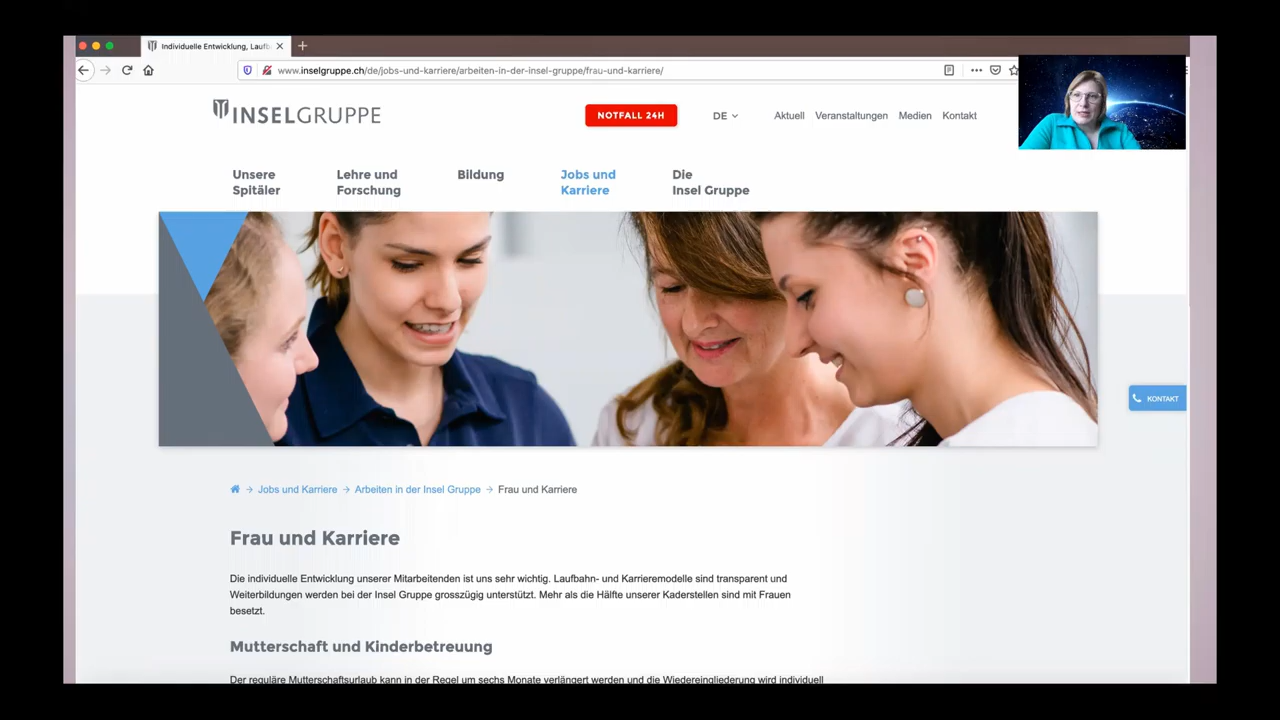 Individuelle Entwicklung, Laufb
www.inselgruppe.ch/de/jobs-und-karriere/arbeiten-in-der-insel-gruppe/frau-und-karriere/
INSELGRUPPE
NOTFALL 24H
DE
Aktuell
Veranstaltungen
Medien
Kontakt
Unsere
Spitäler
Lehre und
Forschung
Bildung
Jobs und
Karriere
Die
Insel Gruppe
KONTAKT
Jobs und Karriere → Arbeiten in der Insel Gruppe → Frau und Karriere
Frau und Karriere
Die individuelle Entwicklung unserer Mitarbeitenden ist uns sehr wichtig. Laufbahn- und Karrieremodelle sind transparent und
Weiterbildungen werden bei der Insel Gruppe grosszügig unterstützt. Mehr als die Hälfte unserer Kaderstellen sind mit Frauen
besetzt.
Mutterschaft und Kinderbetreuung
Der reguläre Mutterschaftsurlaub kann in der Regel um sechs Monate verlängert werden und die Wiedereingliederung wird individuell